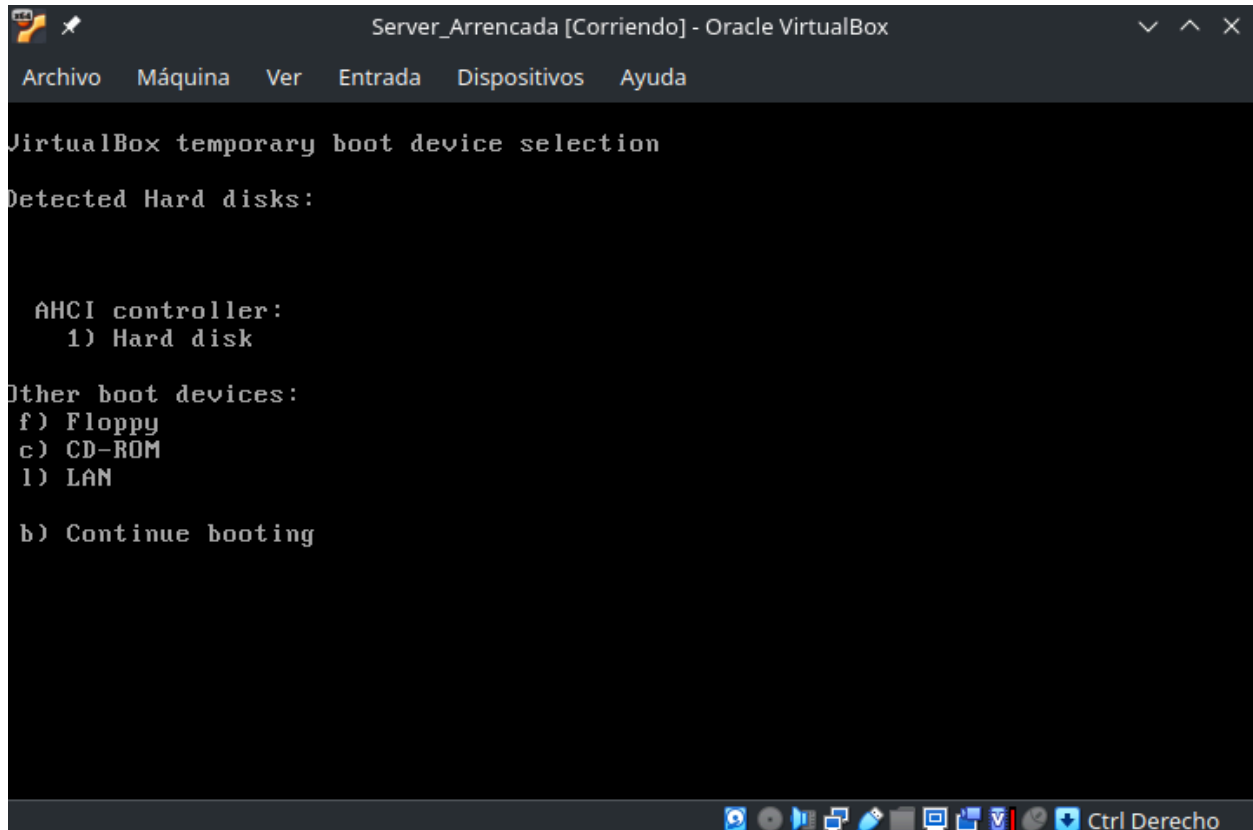 Server_Arrencada [Corriendo] - Oracle VirtualBox
Archivo Máquina Ver Entrada Dispositivos Ayuda
VirtualBox temporary boot device selection
Detected Hard disks:
AHCI controller:
1) Hard disk
Other boot devices:
f) Floppy
c) CD-ROM
l) LAN
b) Continue booting
Ctrl Derecho